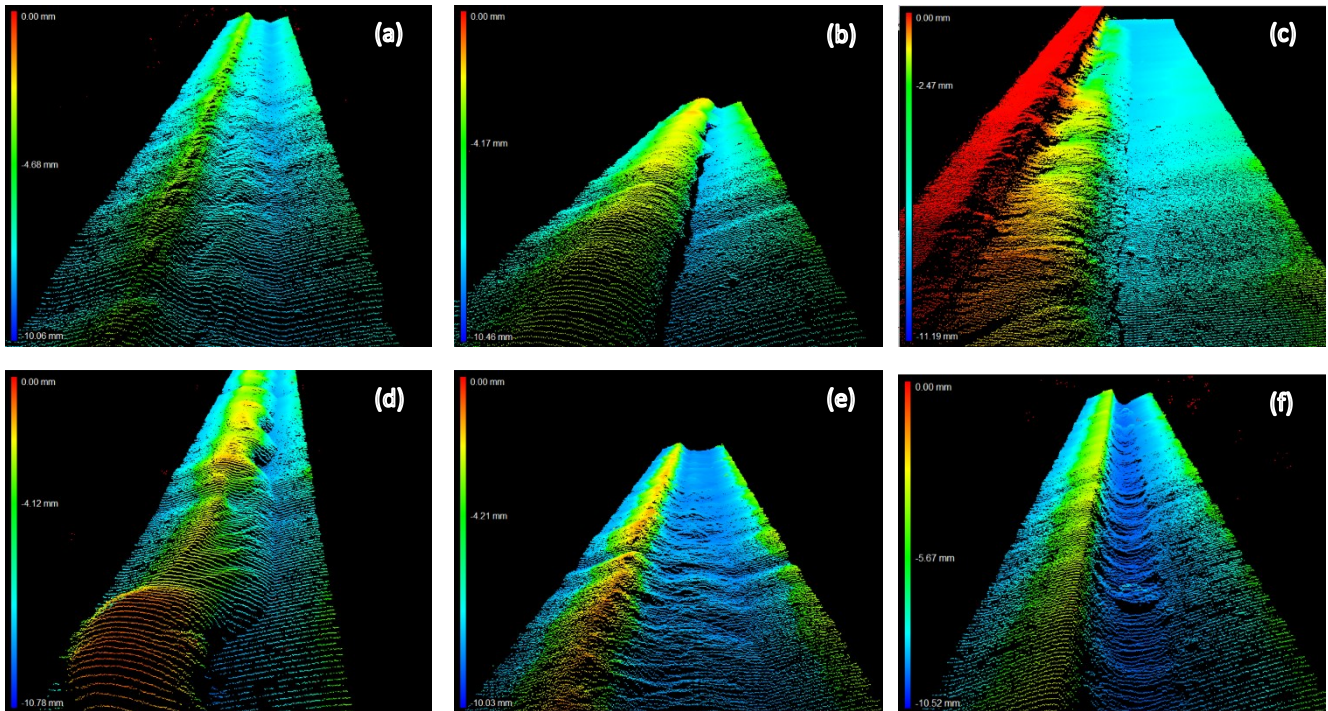 (a)
0.00 mm
-4.68 mm
-10.06 mm
(b)
0.00 mm
-4.17 mm
-10.46 mm
(c)
0.00 mm
-2.47 mm
-11.19 mm
(d)
0.00 mm
-4.12 mm
-10.78 mm
(e)
0.00 mm
-4.21 mm
-10.03 mm
(f)
0.00 mm
-5.67 mm
-10.52 mm